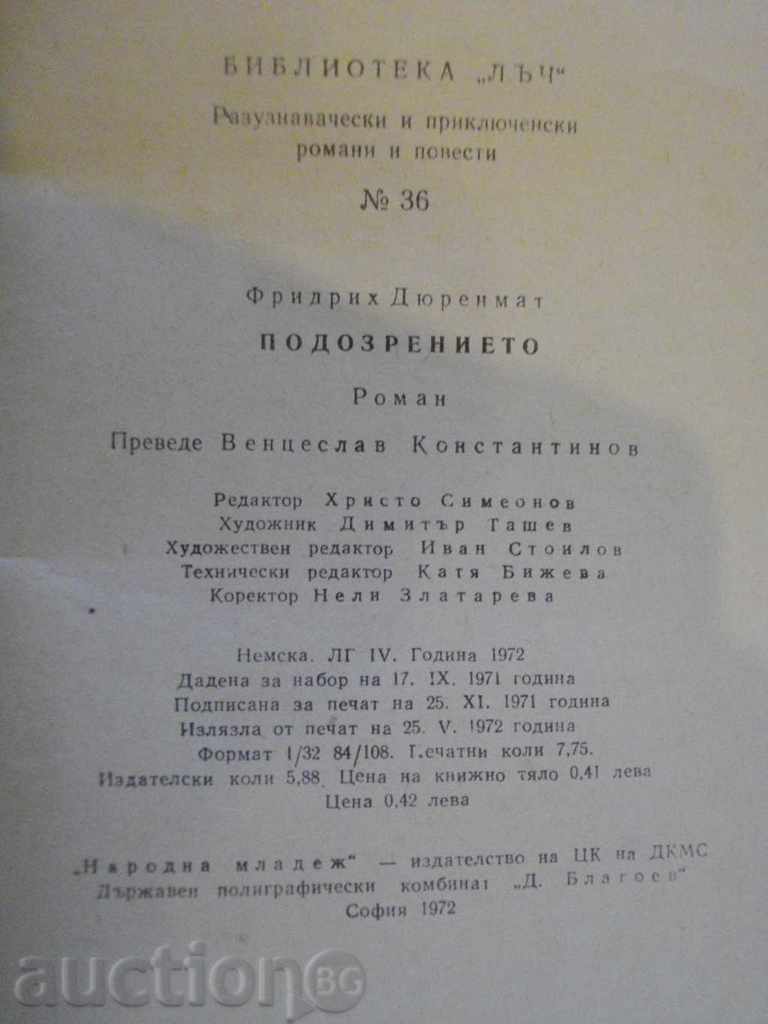 БИБЛИОТЕКА „ЛЪЧ“
Разузнавачески и приключенски
романи и повести
№ 36
Фридрих Дюренмат
ПОДОЗРЕНИЕТО
Роман
Преведе Венцеслав Константинов
Редактор Христо Симеонов
Художник Димитър Ташев
Художествен редактор Иван Стоилов
Технически редактор Катя Бижева
Коректор Нели Златарева
Немска. ЛГ IV. Година 1972
Дадена за набор на 17. IX. 1971 година
Подписана за печат на 25. XI. 1971 година
Излязла от печат на 25. V. 1972 година
Формат 1/32 84/108. Печатни коли 7,75.
Издателски коли 5,88. Цена на книжно тяло 0,41 лева
Цена 0,42 лева
„Народна младеж“ — издателство на ЦК на ДКМС
Държавен полиграфически комбинат „Д. Благоев“
София 1972
auction BG